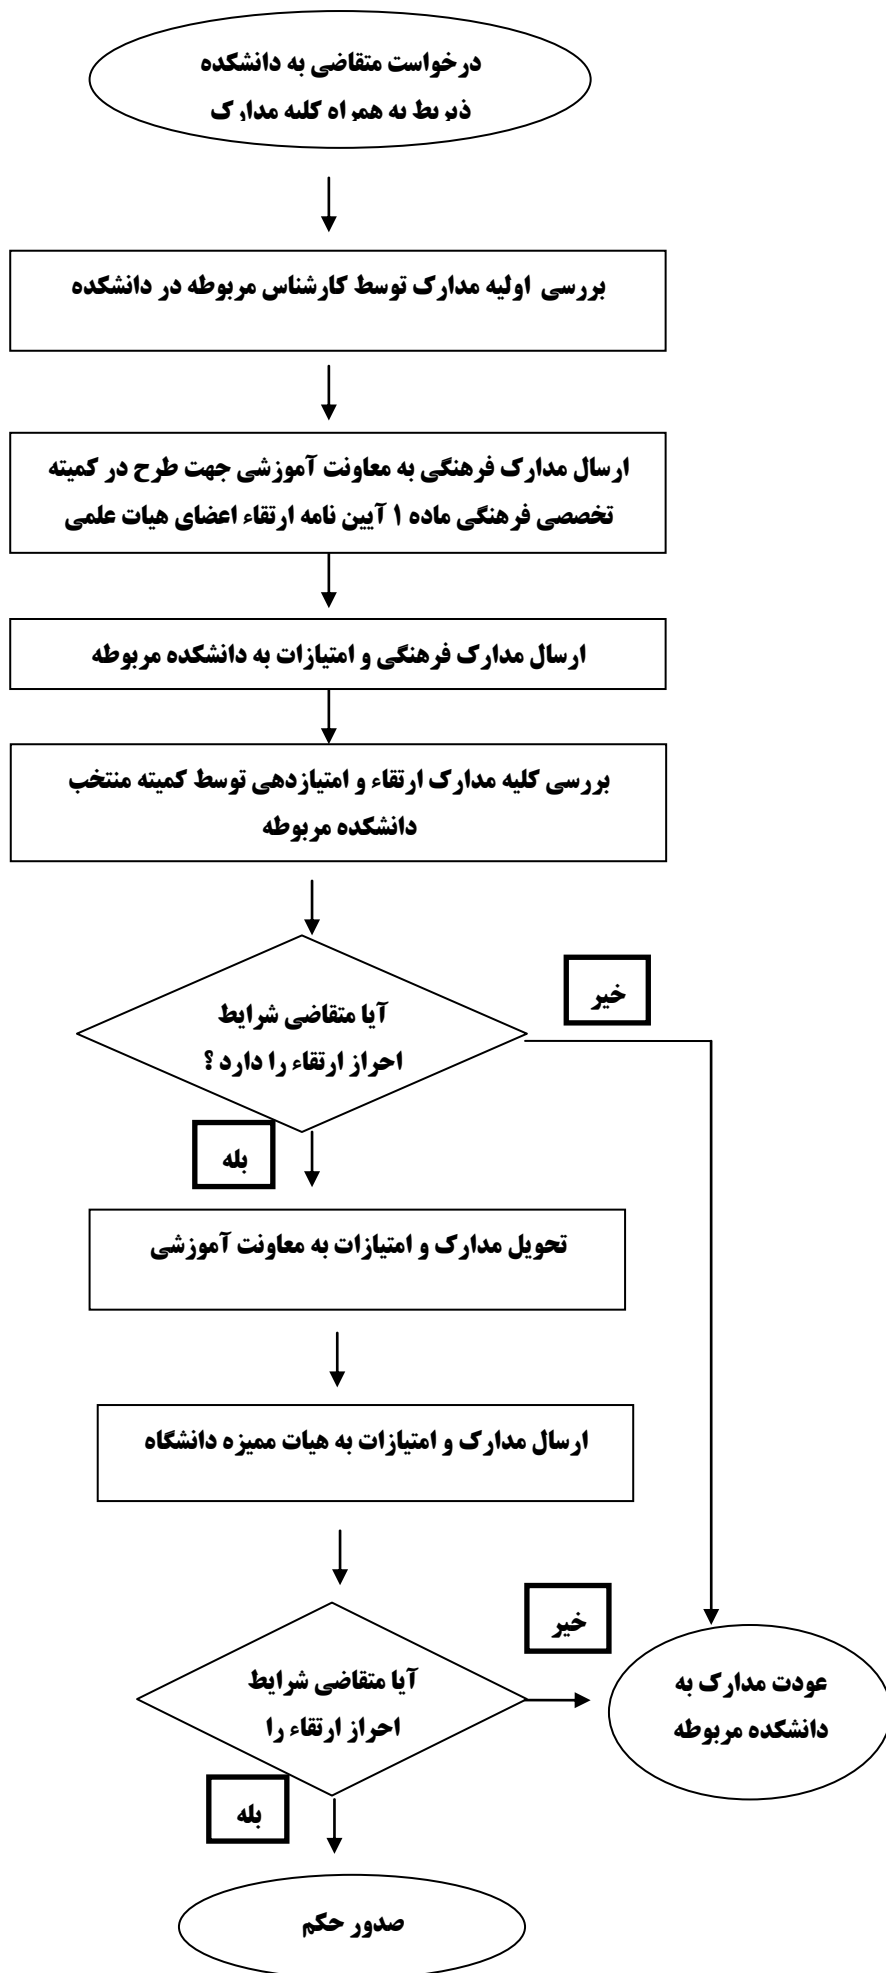 درخواست متقاضی به دانشکده
ذیربط به همراه کلیه مدارک
بررسی اولیه مدارک توسط کارشناس مربوطه در دانشکده
ارسال مدارک فرهنگی به معاونت آموزشی جهت طرح در کمیته
تخصصی فرهنگی ماده ۱ آیین نامه ارتقاء اعضای هیات علمی
ارسال مدارک فرهنگی و امتیازات به دانشکده مربوطه
بررسی کلیه مدارک ارتقاء و امتیازدهی توسط کمیته منتخب
دانشکده مربوطه
خیر
آیا متقاضی شرایط
احراز ارتقاء را دارد ؟
بله
تحویل مدارک و امتیازات به معاونت آموزشی
ارسال مدارک و امتیازات به هیات ممیزه دانشگاه
خیر
آیا متقاضی شرایط
احراز ارتقاء را
عودت مدارک به
دانشکده مربوطه
بله
صدور حکم